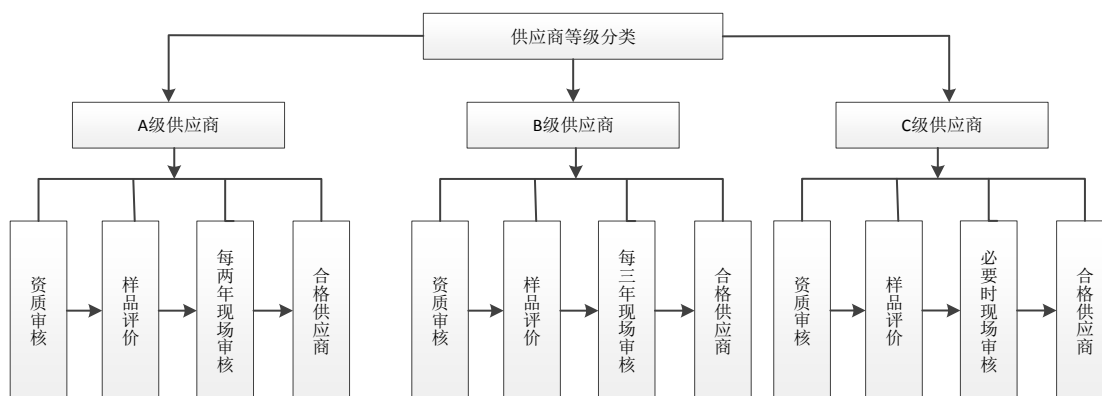 供应商等级分类
A级供应商
B级供应商
C级供应商
资质审核
样品评价
每两年现场审核
合格供应商
资质审核
样品评价
每三年现场审核
合格供应商
资质审核
样品评价
必要时现场审核
合格供应商